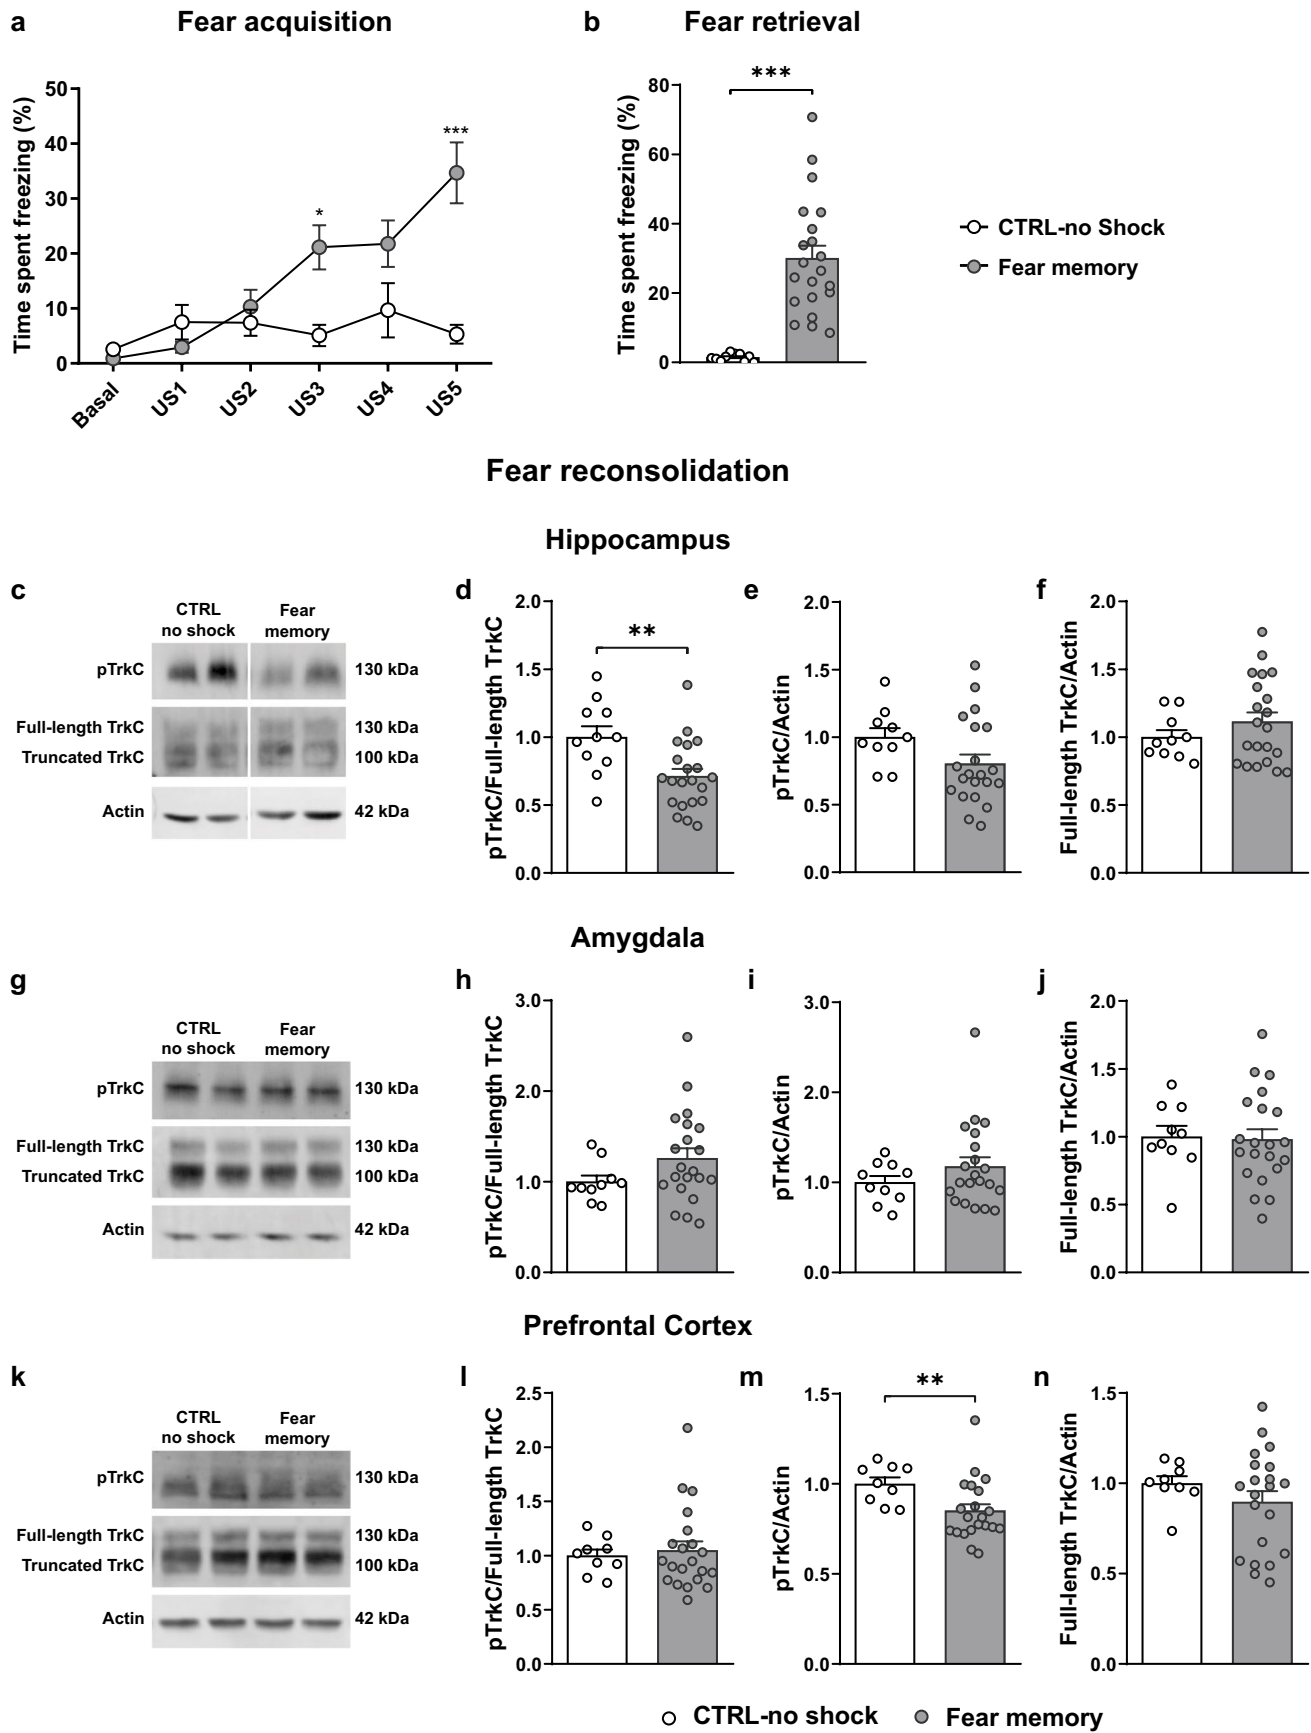 a
Fear acquisition
b
Fear retrieval
Time spent freezing (%)
50
40
30
20
10
0
*
***
Basal
US1
US2
US3
US4
US5
Time spent freezing (%)
80
60
40
20
0
***
CTRL-no Shock
Fear memory
Fear reconsolidation
Hippocampus
c
CTRL
no shock
Fear
memory
pTrkC
130 kDa
Full-length TrkC
130 kDa
Truncated TrkC
100 kDa
Actin
42 kDa
d
pTrkC/Full-length TrkC
2.0
1.5
1.0
0.5
0.0
**
e
pTrkC/Actin
2.0
1.5
1.0
0.5
0.0
f
Full-length TrkC/Actin
2.0
1.5
1.0
0.5
0.0
Amygdala
g
CTRL
no shock
Fear
memory
pTrkC
130 kDa
Full-length TrkC
130 kDa
Truncated TrkC
100 kDa
Actin
42 kDa
h
pTrkC/Full-length TrkC
3.0
2.0
1.0
0.0
i
pTrkC/Actin
3.0
2.0
1.0
0.0
j
Full-length TrkC/Actin
2.0
1.5
1.0
0.5
0.0
Prefrontal Cortex
k
CTRL
no shock
Fear
memory
pTrkC
130 kDa
Full-length TrkC
130 kDa
Truncated TrkC
100 kDa
Actin
42 kDa
l
pTrkC/Full-length TrkC
2.5
2.0
1.5
1.0
0.5
0.0
m
pTrkC/Actin
1.5
1.0
0.5
0.0
**
n
Full-length TrkC/Actin
1.5
1.0
0.5
0.0
CTRL-no shock
Fear memory